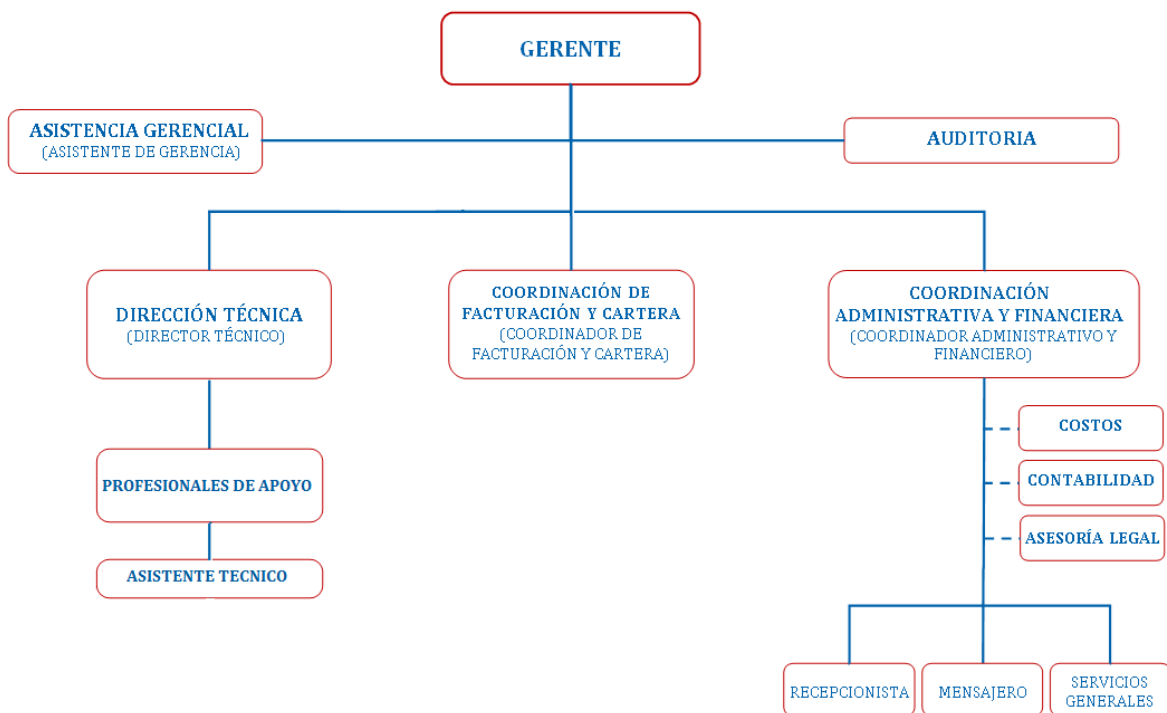 GERENTE
ASISTENCIA GERENCIAL
(ASISTENTE DE GERENCIA)
AUDITORIA
DIRECCIÓN TÉCNICA
(DIRECTOR TÉCNICO)
COORDINACIÓN DE
FACTURACIÓN Y CARTERA
(COORDINADOR DE
FACTURACIÓN Y CARTERA)
COORDINACIÓN
ADMINISTRATIVA Y FINANCIERA
(COORDINADOR ADMINISTRATIVO Y
FINANCIERO)
PROFESIONALES DE APOYO
ASISTENTE TECNICO
COSTOS
CONTABILIDAD
ASESORÍA LEGAL
RECEPCIONISTA
MENSAJERO
SERVICIOS
GENERALES